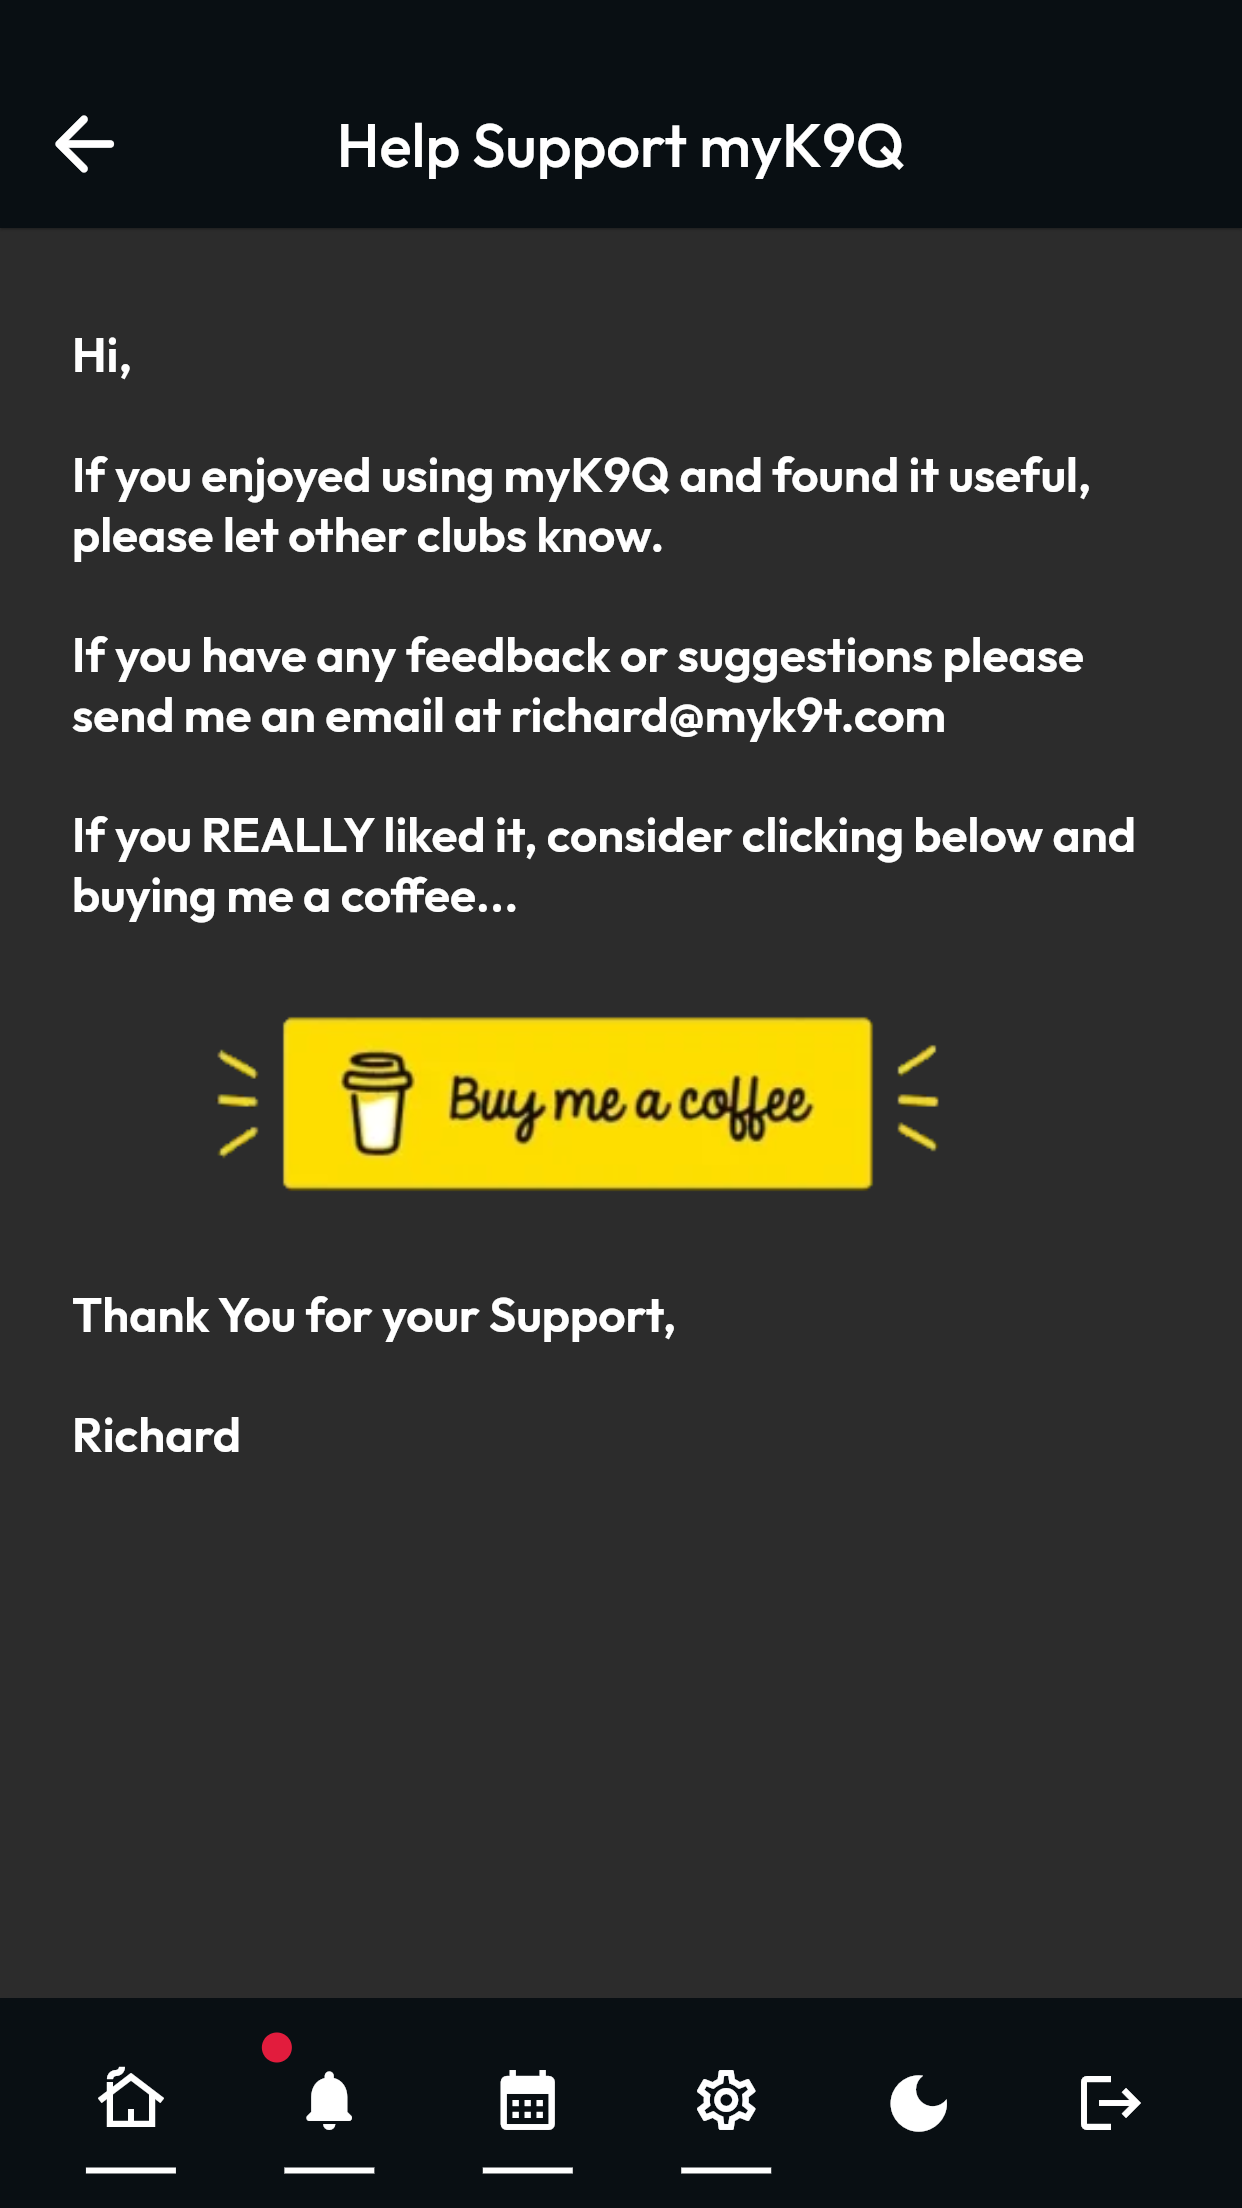 Help Support myK9Q
Hi,
If you enjoyed using myK9Q and found it useful,
please let other clubs know.
If you have any feedback or suggestions please
send me an email at richard@myk9t.com
If you REALLY liked it, consider clicking below and
buying me a coffee...
Buy me a coffee
Thank You for your Support,
Richard